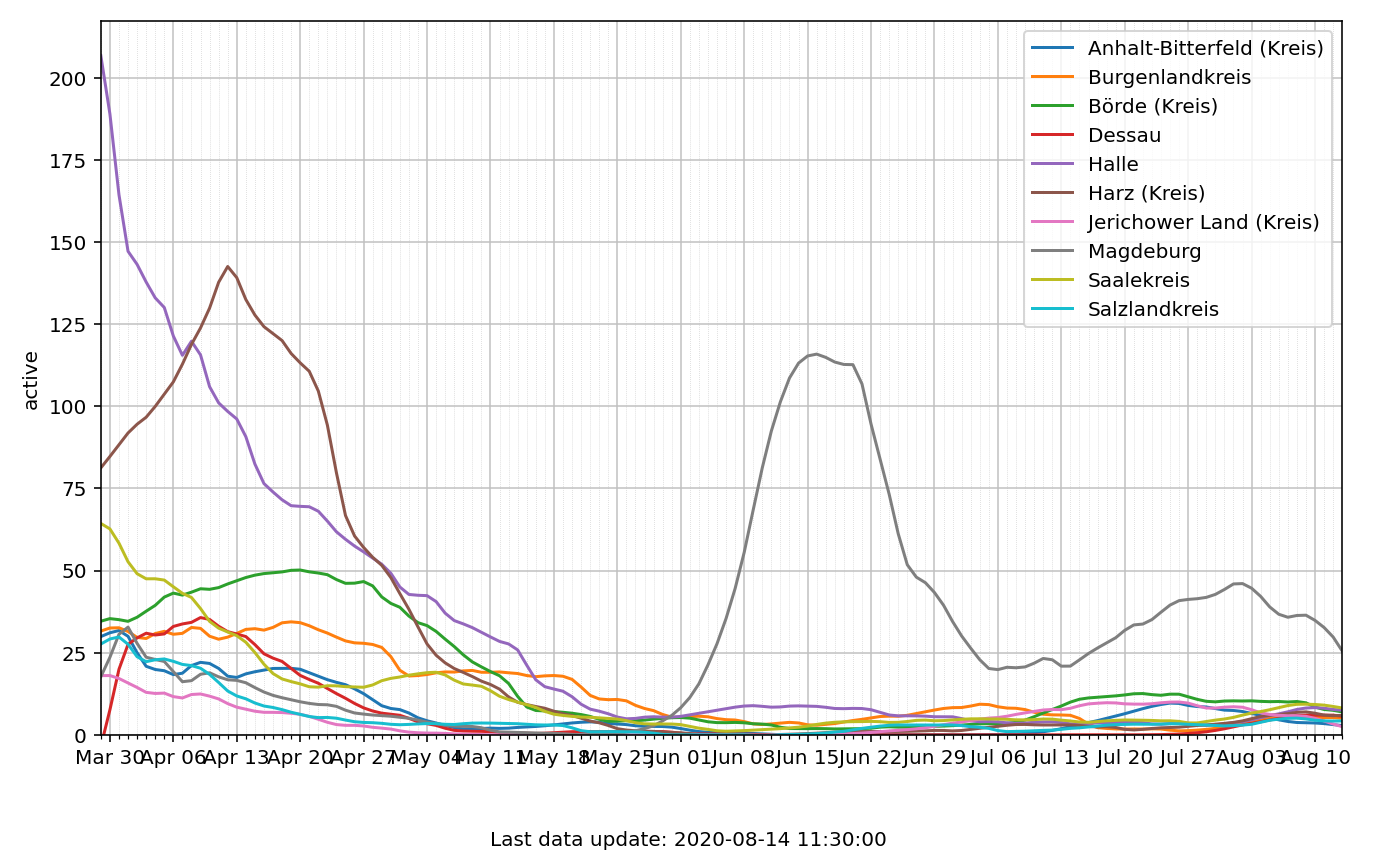 200
175
150
125
100
75
50
25
0
active
Anhalt-Bitterfeld (Kreis)
Burgenlandkreis
Börde (Kreis)
Dessau
Halle
Harz (Kreis)
Jerichower Land (Kreis)
Magdeburg
Saalekreis
Salzlandkreis
Mar 30 Apr 06 Apr 13 Apr 20 Apr 27 May 04 May 11 May 18 May 25 Jun 01 Jun 08 Jun 15 Jun 22 Jun 29 Jul 06 Jul 13 Jul 20 Jul 27 Aug 03 Aug 10
Last data update: 2020-08-14 11:30:00